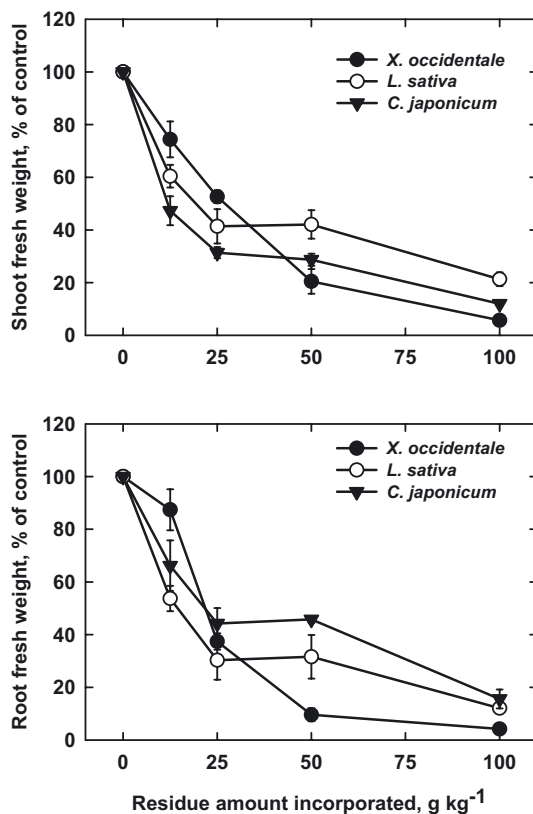 120
100
80
60
40
20
0
Shoot fresh weight, % of control
X. occidentale
L. sativa
C. japonicum
0 25 50 75 100
120
100
80
60
40
20
0
Root fresh weight, % of control
X. occidentale
L. sativa
C. japonicum
0 25 50 75 100
Residue amount incorporated, g kg⁻¹